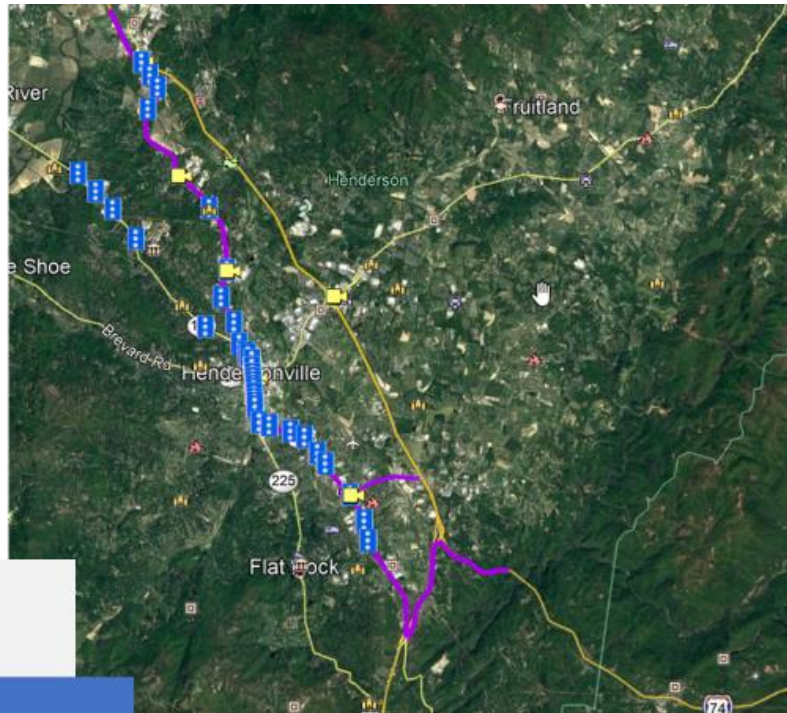 River
Fruitland
Henderson
e Shoe
Brevard Rd
Hendersonville
225
Flat Rock
74